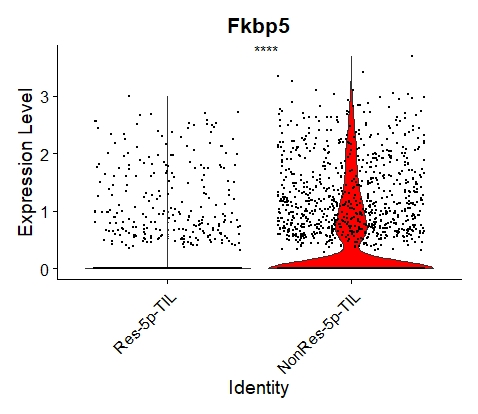 Fkbp5
****
Expression Level
3
2
1
0
Res-5p-TIL
NonRes-5p-TIL
Identity